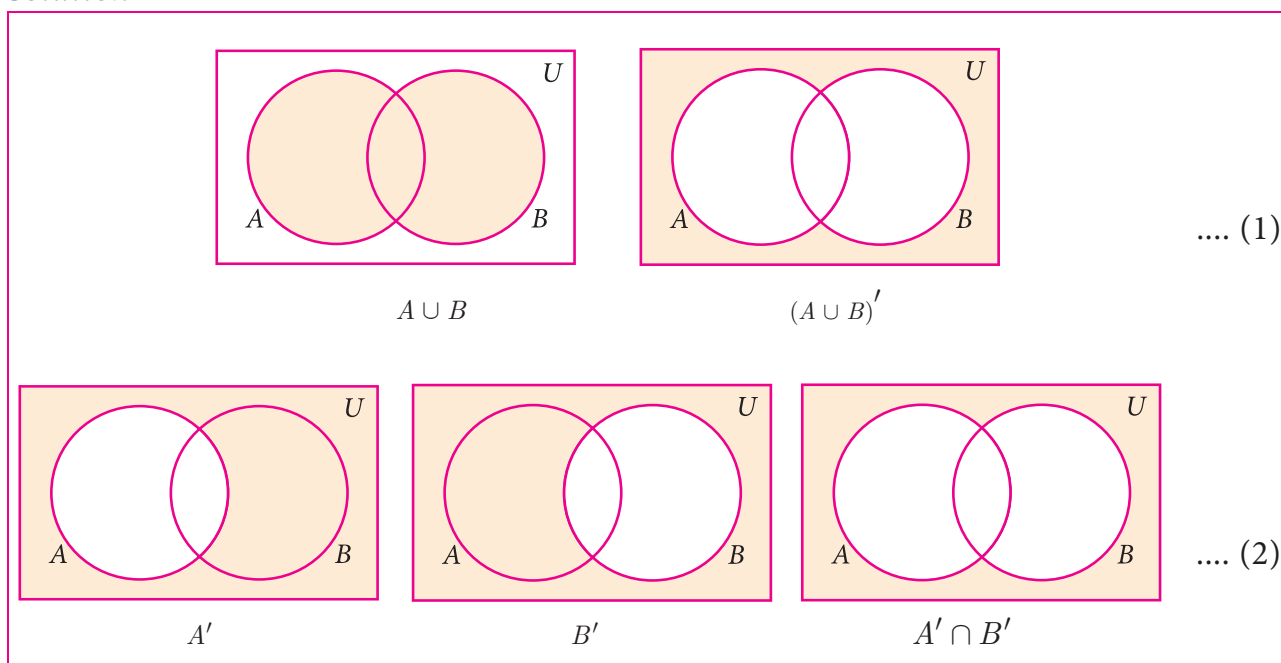 U U
A B A B .... (1)
A ∪ B (A ∪ B)′
U U U
A B A B A B .... (2)
A′ B′ A′ ∩ B′